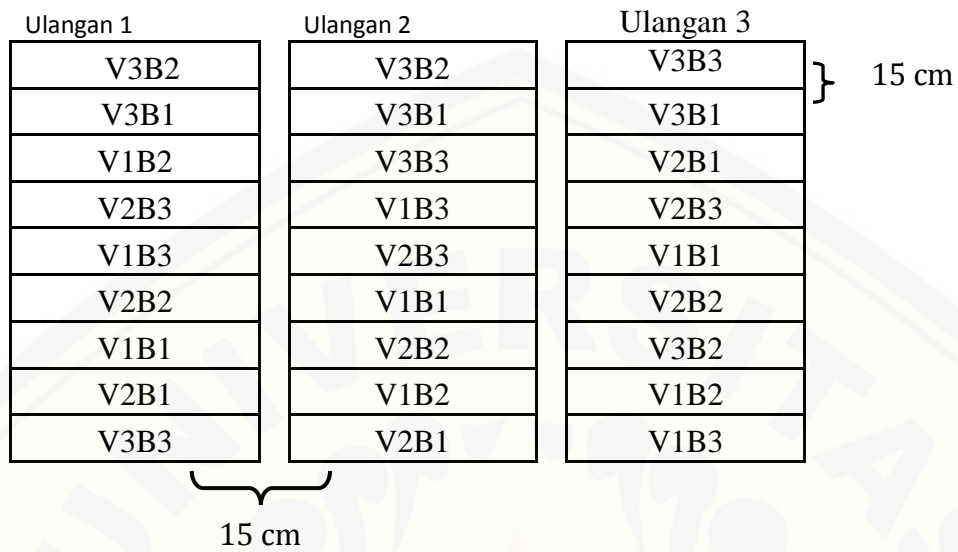 Ulangan 1 Ulangan 2 Ulangan 3
V3B2 V3B2 V3B3 15 cm
V3B1 V3B1 V3B1
V1B2 V3B3 V2B1
V2B3 V1B3 V2B3
V1B3 V2B3 V1B1
V2B2 V1B1 V2B2
V1B1 V2B2 V3B2
V2B1 V1B2 V1B2
V3B3 V2B1 V1B3
15 cm
UNIVERSITAS